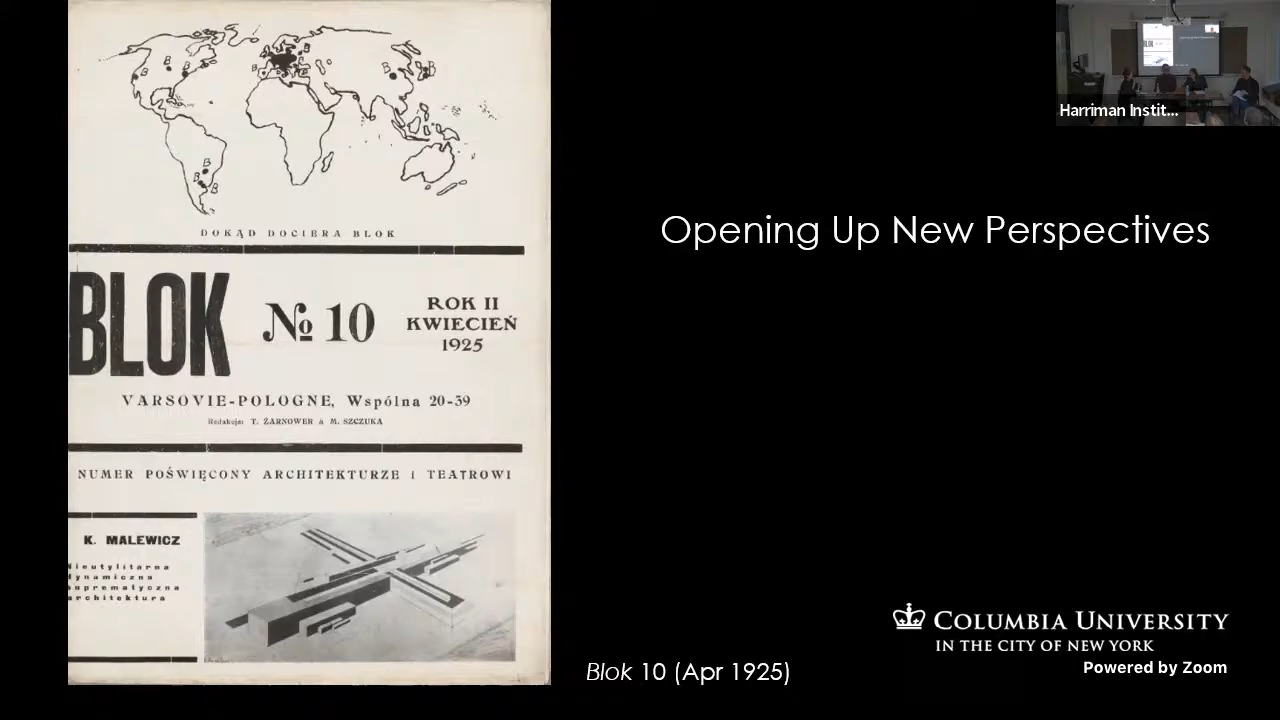 DOKĄD DOCIERA BLOK
BLOK
№ 10
ROK II
KWIECIEŃ
1925
VARSOVIE-POLOGNE, Wspólna 20-39
Redakcja: T. ŻARNOWER & M. SZCZUKA
NUMER POŚWIĘCONY ARCHITEKTURZE i TEATROWI
K. MALEWICZ
Nieutylitarna
dynamiczna
suprematyczna
architektura
Opening Up New Perspectives
Blok 10 (Apr 1925)
Harriman Instit...
COLUMBIA UNIVERSITY
IN THE CITY OF NEW YORK
Powered by Zoom